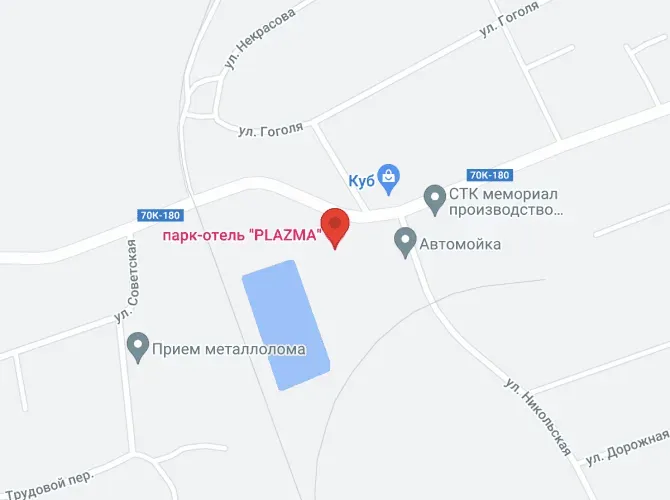 ул. Некрасова
ул. Гоголя
ул. Гоголя
Куб
70К-180
СТК мемориал
производство...
70К-180
парк-отель "PLAZMA"
Автомойка
ул. Советская
Прием металлолома
ул. Никольская
ул. Дорожная
Трудовой пер.